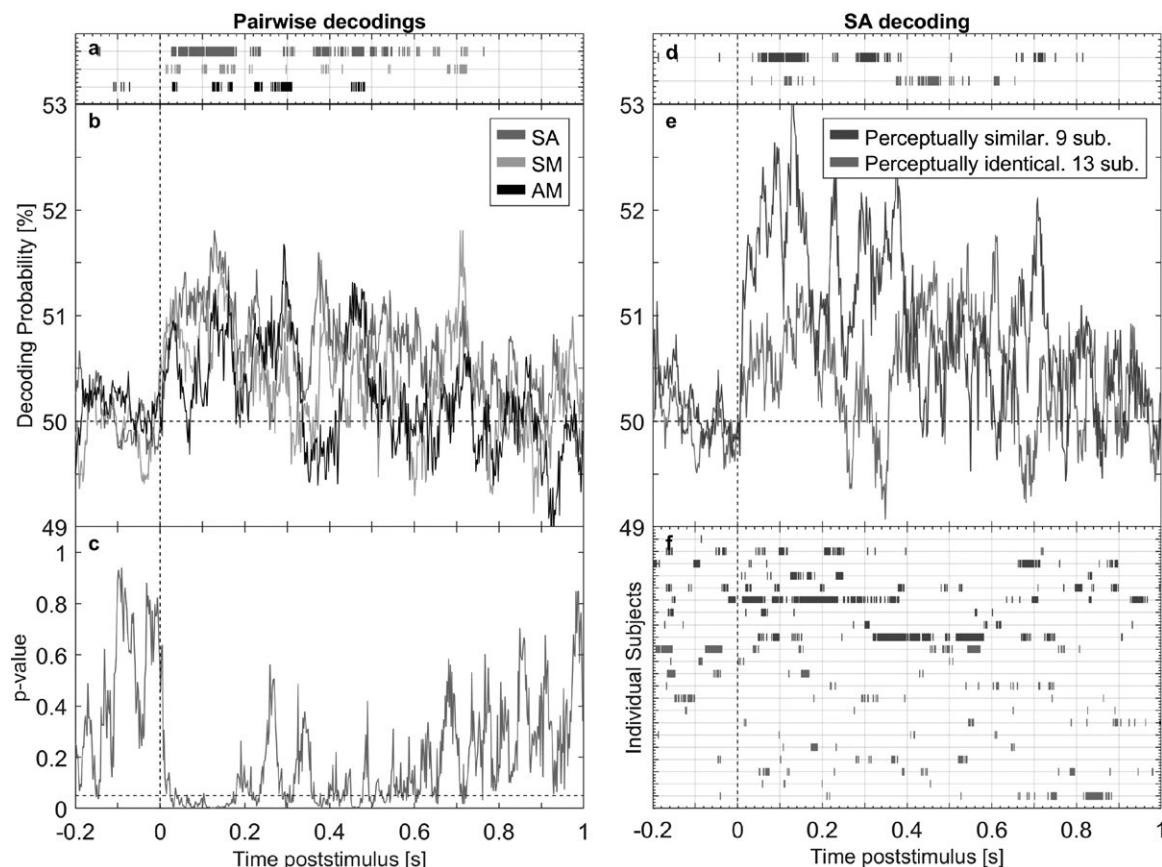 Pairwise decodings
a
53
b
SA
SM
AM
52
51
50
49
Decoding Probability [%]
c
1
0.8
0.6
0.4
0.2
0
p-value
-0.2 0 0.2 0.4 0.6 0.8 1
Time poststimulus [s]
SA decoding
d
53
e
Perceptually similar. 9 sub.
Perceptually identical. 13 sub.
52
51
50
49
f
Individual Subjects
-0.2 0 0.2 0.4 0.6 0.8 1
Time poststimulus [s]